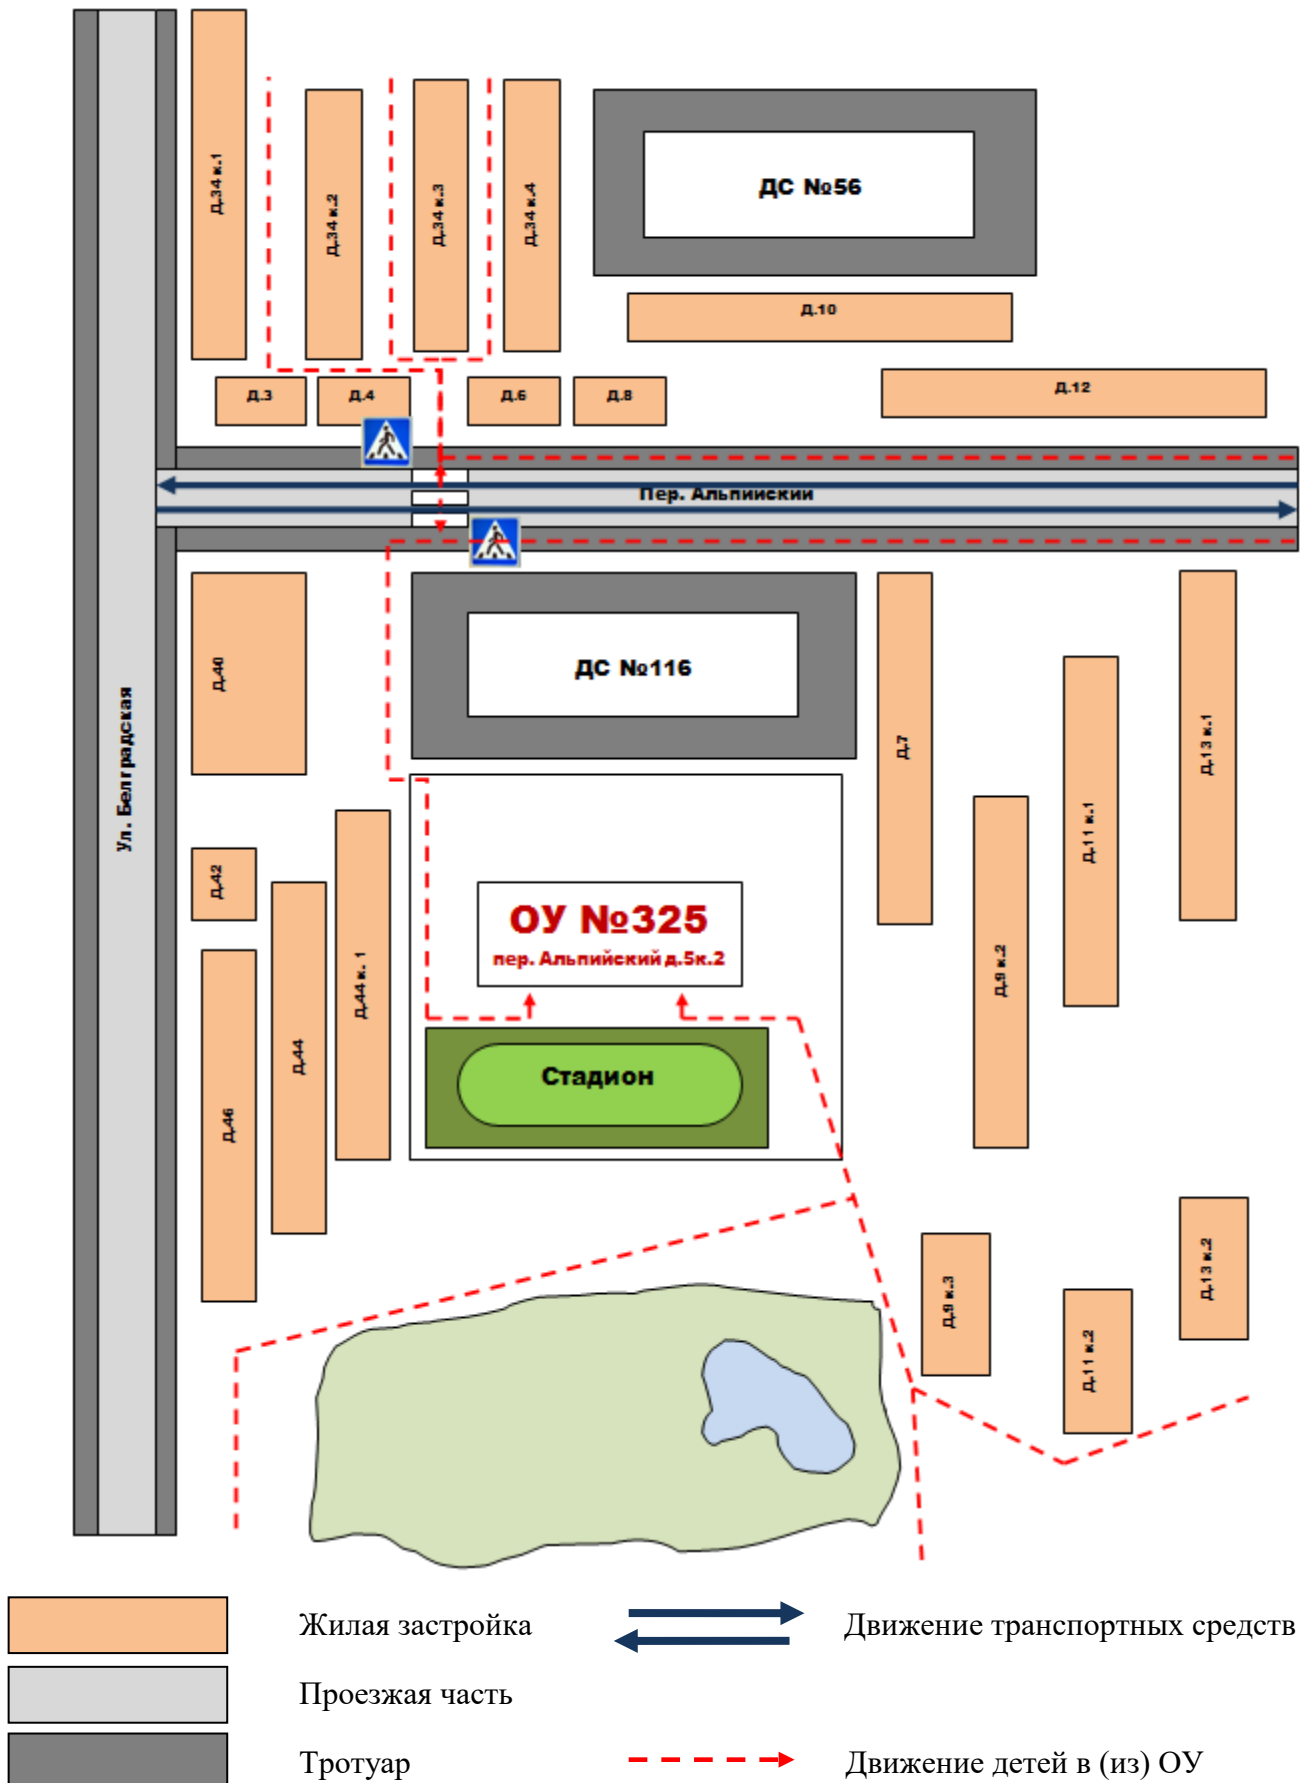 Д.34 к.1
Д.34 к.2
Д.34 к.3
Д.34 к.4
ДС №56
Д.10
Д.3
Д.4
Д.6
Д.8
Д.12
Пер. Альпийский
Ул. Белградская
Д.40
ДС №116
Д.7
Д.11 к.1
Д.13 к.1
Д.42
Д.44 к. 1
Д.44
Д.46
ОУ №325
пер. Альпийский д.5к.2
Д.9 к.2
Стадион
Д.9 к.3
Д.11 к.2
Д.13 к.2
Жилая застройка
Движение транспортных средств
Проезжая часть
Тротуар
Движение детей в (из) ОУ